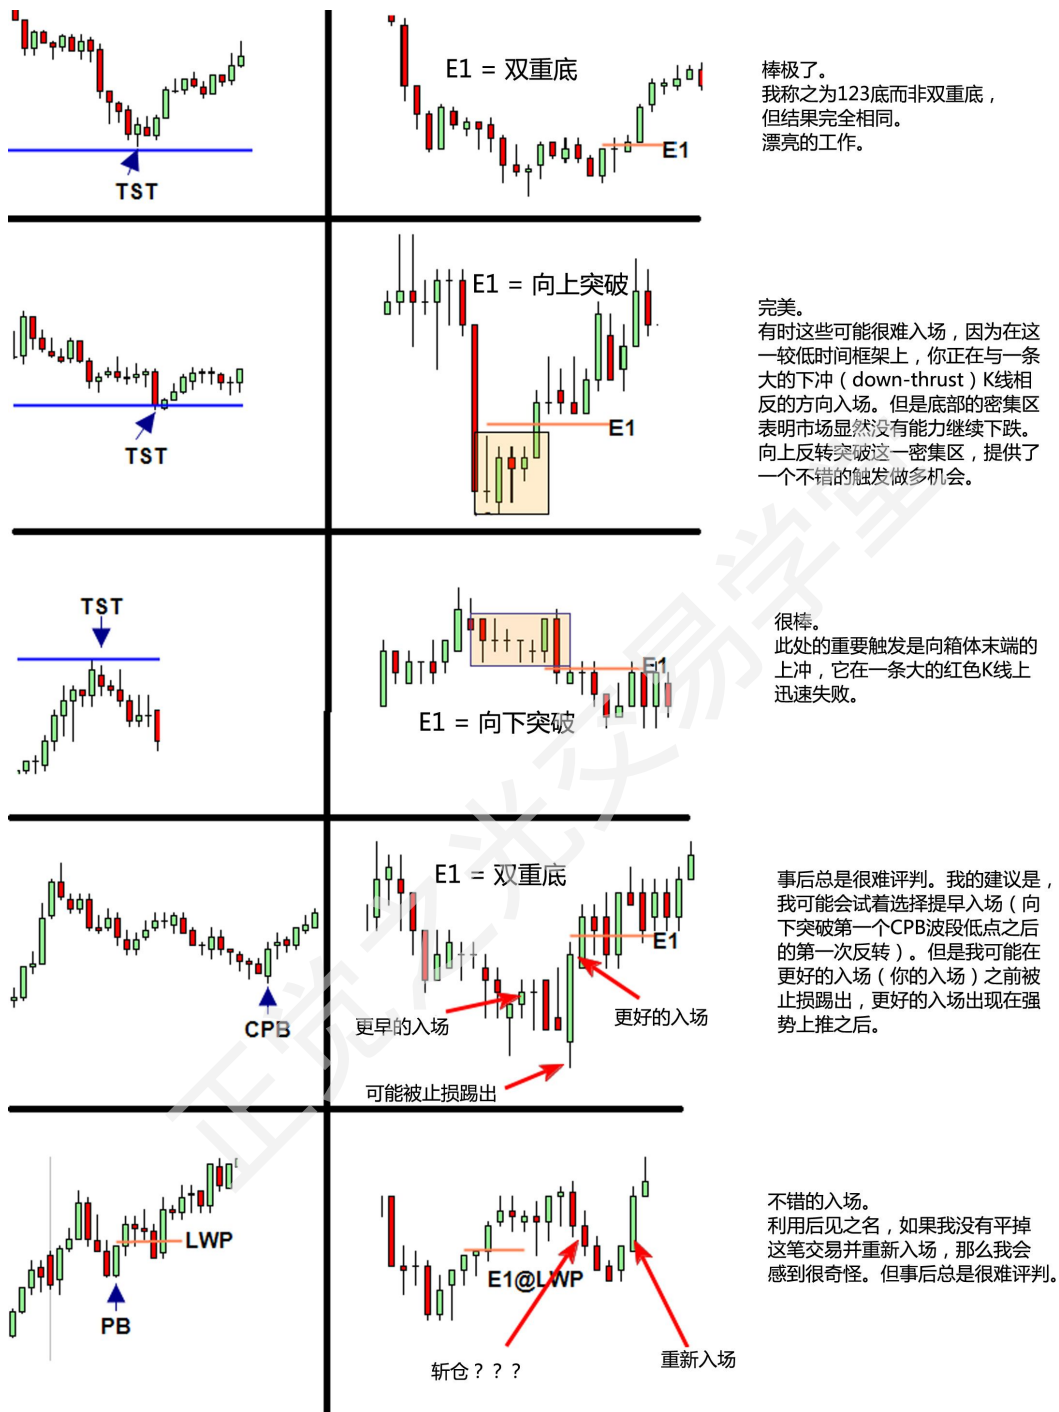 E1 = 双重底
E1
TST
棒极了。
我称之为123底而非双重底，
但结果完全相同。
漂亮的工作。
E1 = 向上突破
E1
TST
完美。
有时这些可能很难入场，因为在这
一较低时间框架上，你正在与一条
大的下冲（down-thrust）K线相
反的方向入场。但是底部的密集区
表明市场显然没有能力继续下跌。
向上反转突破这一密集区，提供了
一个不错的触发做多机会。
TST
E1
E1 = 向下突破
很棒。
此处的重要触发是向箱体末端的
上冲，它在一条大的红色K线上
迅速失败。
E1 = 双重底
E1
CPB
更早的入场
更好的入场
可能被止损踢出
事后总是很难评判。我的建议是，
我可能会试着选择提早入场（向
下突破第一个CPB波段低点之后
的第一次反转）。但是我可能在
更好的入场（你的入场）之前被
止损踢出，更好的入场出现在强
势上推之后。
LWP
PB
E1@LWP
斩仓？？？
重新入场
不错的入场。
利用后见之名，如果我没有平掉
这笔交易并重新入场，那么我会
感到很奇怪。但事后总是很难评判。
正觉之光交易学堂